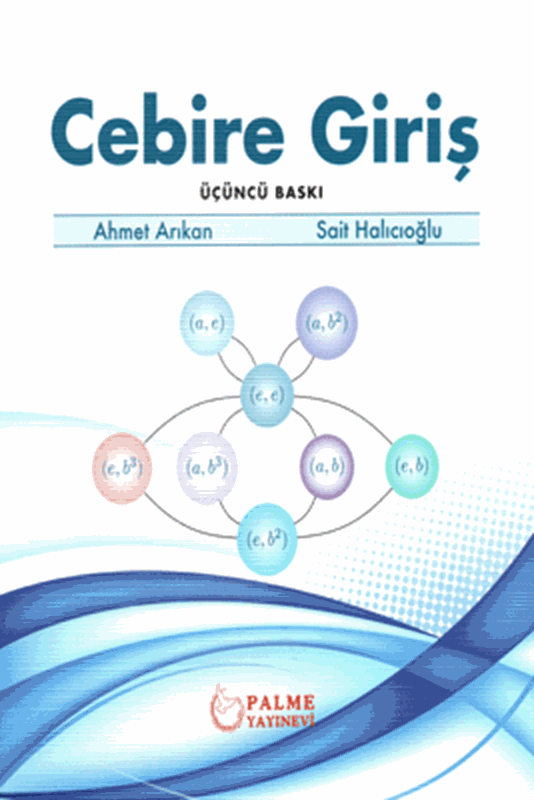 Cebire Giriş
ÜÇÜNCÜ BASKI
Ahmet Arıkan Sait Halıcıoğlu
(a, e) (a, b²)
(e, e)
(e, b³) (a, b³) (a, b) (e, b)
(e, b²)
PALME
YAYINEVİ